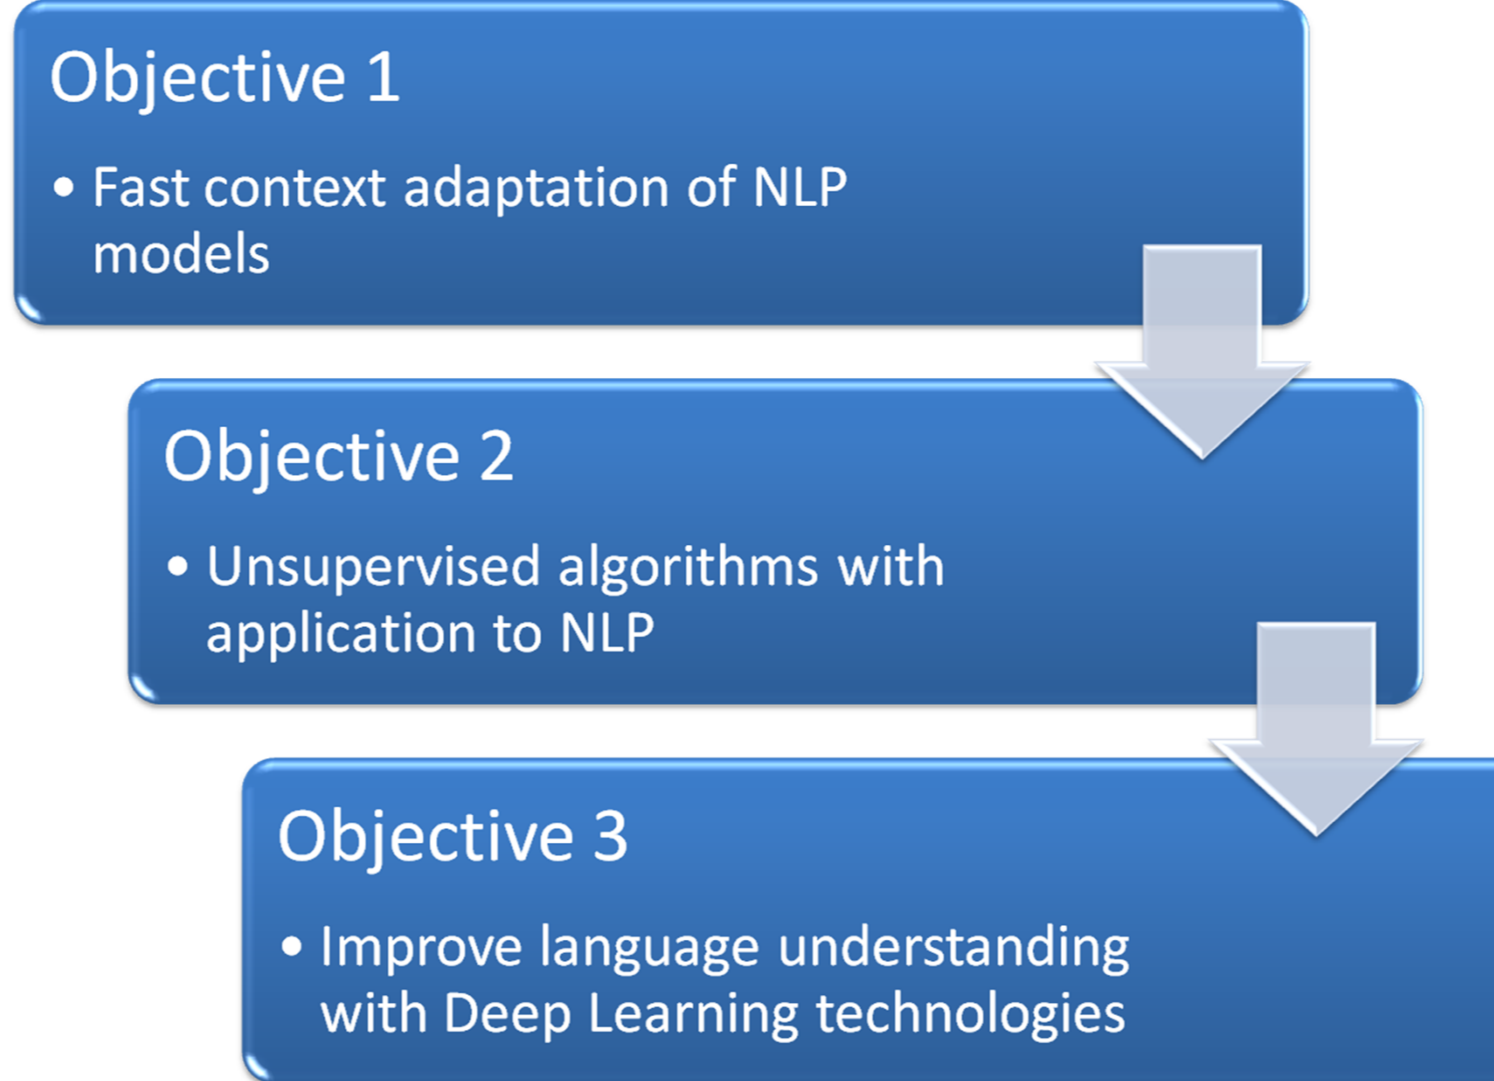 Objective 1
• Fast context adaptation of NLP
models
Objective 2
• Unsupervised algorithms with
application to NLP
Objective 3
• Improve language understanding
with Deep Learning technologies